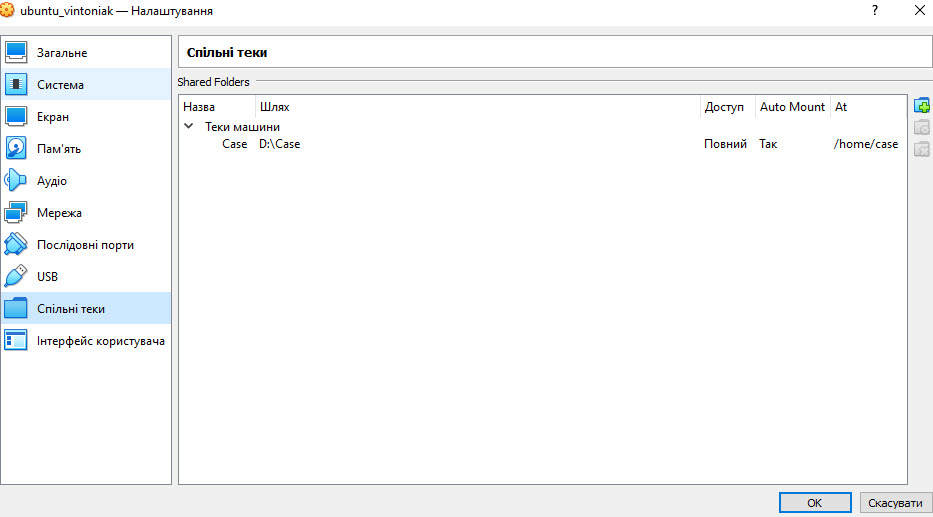 ubuntu_vintoniak — Налаштування
?
Загальне
Система
Екран
Пам'ять
Аудіо
Мережа
Послідовні порти
USB
Спільні теки
Інтерфейс користувача
Спільні теки
Shared Folders
Назва Шлях Доступ Auto Mount At
Теки машини
Case D:\Case Повний Так /home/case
OK Скасувати